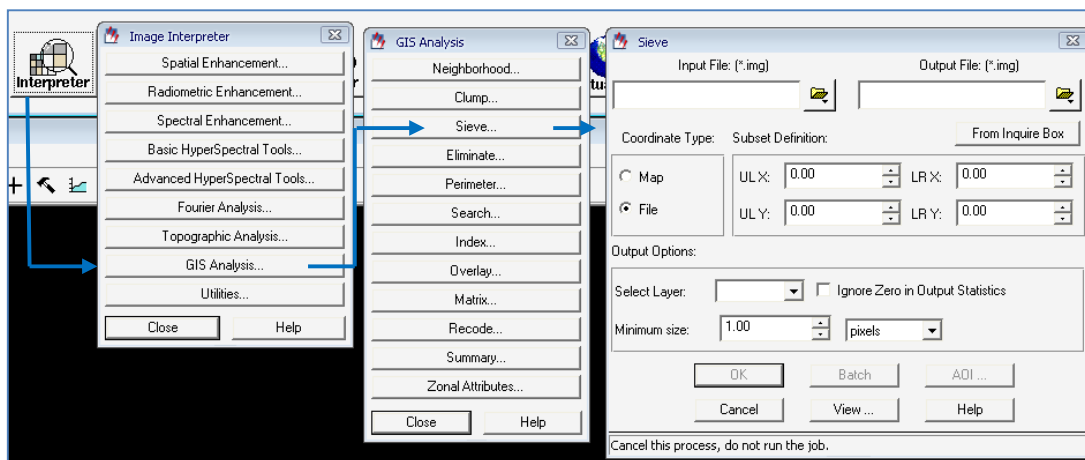 Interpreter
Image Interpreter
Spatial Enhancement...
Radiometric Enhancement...
Spectral Enhancement...
Basic HyperSpectral Tools...
Advanced HyperSpectral Tools...
Fourier Analysis...
Topographic Analysis...
GIS Analysis...
Utilities...
Close Help
GIS Analysis
Neighborhood...
Clump...
Sieve...
Eliminate...
Perimeter...
Search...
Index...
Overlay...
Matrix...
Recode...
Summary...
Zonal Attributes...
Close Help
Sieve
Input File: (*.img) Output File: (*.img)
Coordinate Type: Subset Definition: From Inquire Box
Map UL X: 0.00 LR X: 0.00
File UL Y: 0.00 LR Y: 0.00
Output Options:
Select Layer: Ignore Zero in Output Statistics
Minimum size: 1.00 pixels
OK Batch AOI ...
Cancel View ... Help
Cancel this process, do not run the job.